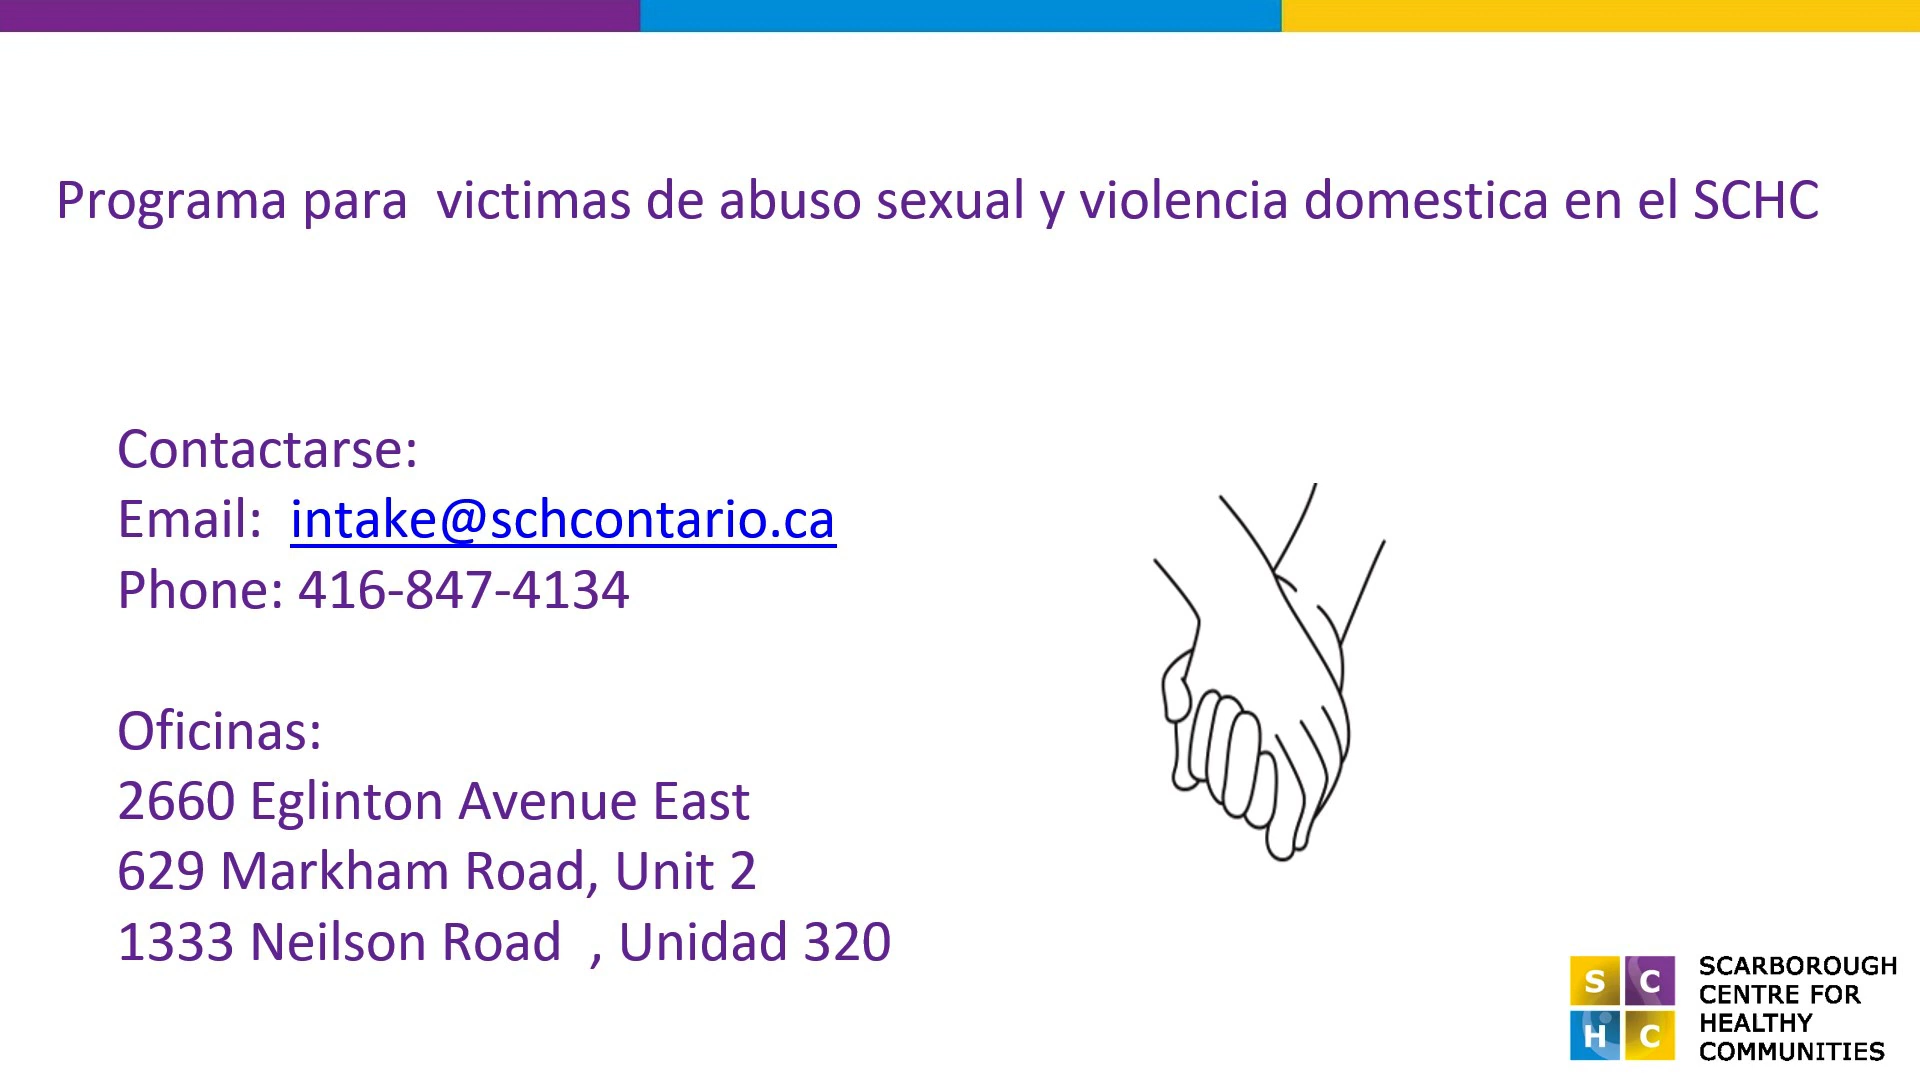 Programa para  victimas de abuso sexual y violencia domestica en el SCHC
Contactarse:
Email:  intake@schcontario.ca
Phone: 416-847-4134
Oficinas:
2660 Eglinton Avenue East
629 Markham Road, Unit 2
1333 Neilson Road  , Unidad 320
S C
H C
SCARBOROUGH
CENTRE FOR
HEALTHY
COMMUNITIES